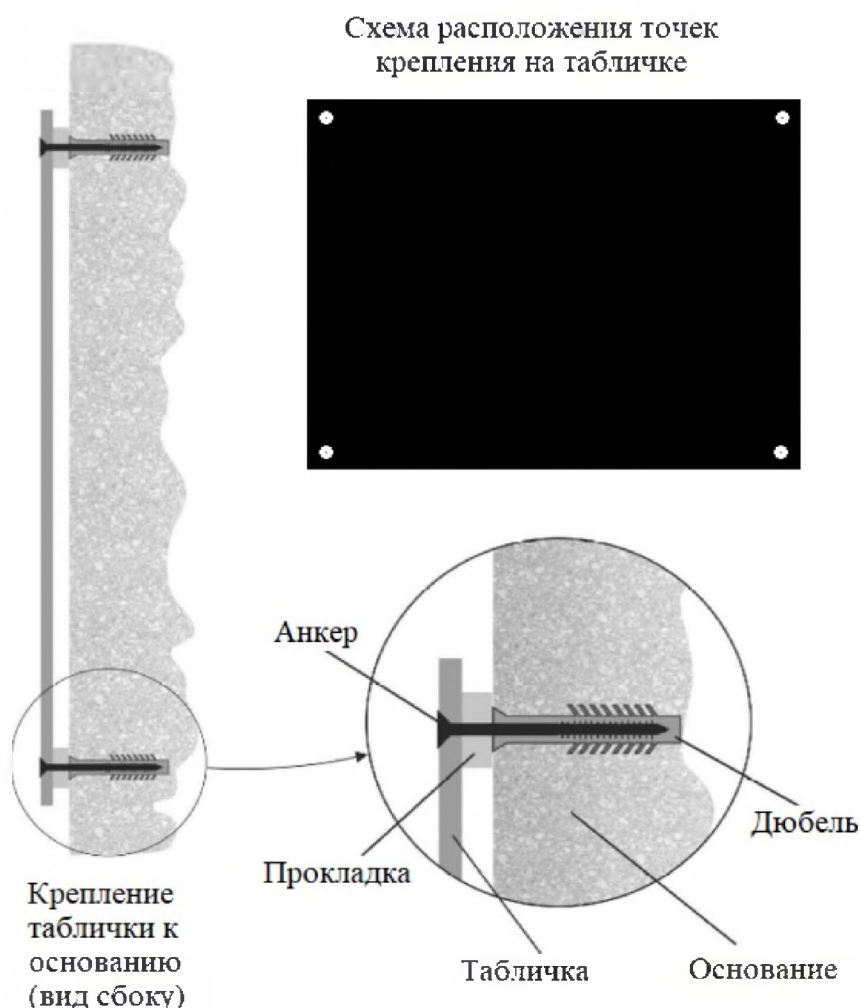 Схема расположения точек
крепления на табличке
Анкер
Дюбель
Прокладка
Крепление
таблички к
основанию
(вид сбоку)
Табличка
Основание